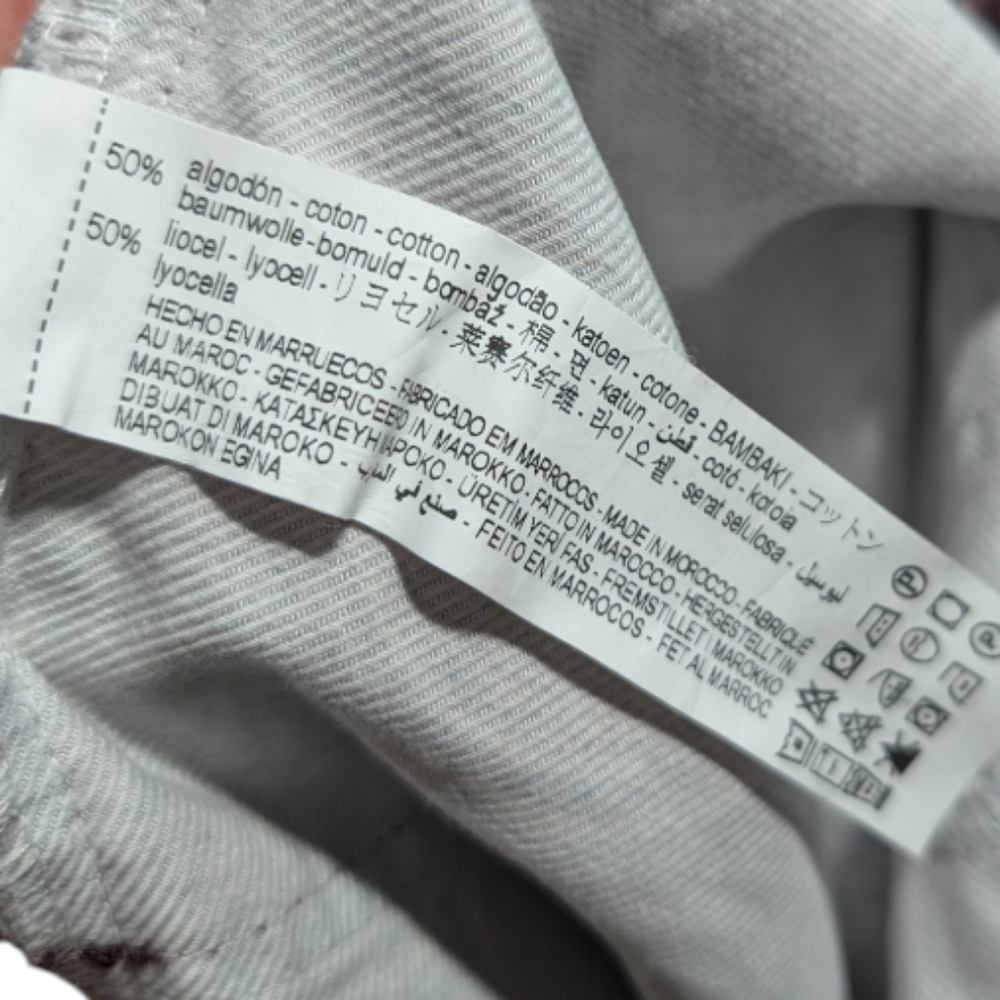 50% algodón - coton - cotton - algodão - katoen - cotone - BAMBAKI - コットン
baumwolle - bomuld - bombaž - 棉 - 면 - katun - قطن - cotó - kotoia
50% liocel - lyocell - リヨセル - 莱赛尔纤维 - 라이오셀 - serat selulosa - ليوسيل
lyocella
HECHO EN MARRUECOS - FABRICADO EM MARROCOS - MADE IN MOROCCO - FABRIQUÉ
AU MAROC - GEFABRICEERD IN MAROKKO - FATTO IN MAROCCO - HERGESTELLT IN
MAROKKO - ΚΑΤΑΣΚΕΥΗ ΜΑΡΟΚΟ - ÜRETİM YERİ FAS - FREMSTILLET I MAROKKO
DIBUAT DI MAROKO - صنع في المغرب - FEITO EN MARROCOS - FET AL MARROC
MAROKON EGINA